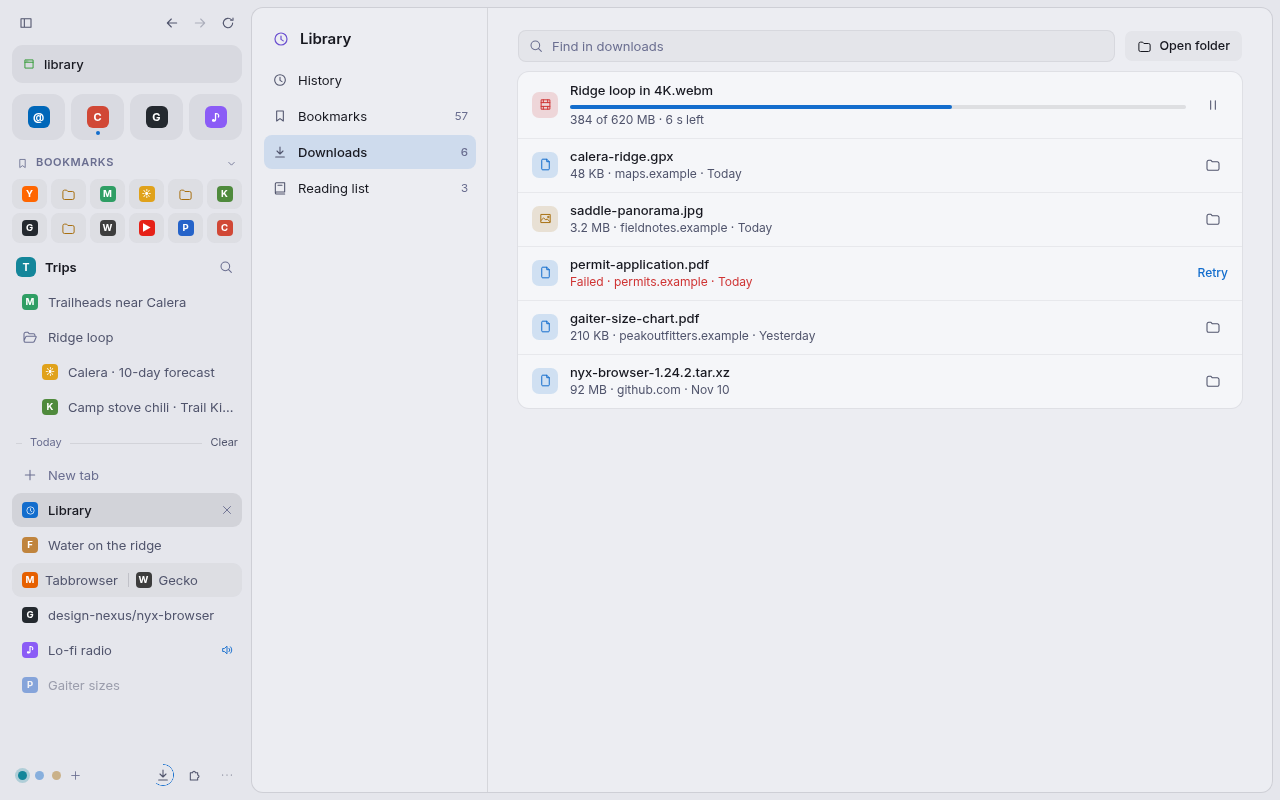 library
@
C
G
BOOKMARKS
Y
M
K
G
W
P
C
T Trips
M Trailheads near Calera
Ridge loop
Calera · 10-day forecast
K Camp stove chili · Trail Ki...
Today
Clear
New tab
Library
F Water on the ridge
M Tabbrowser
W Gecko
G design-nexus/nyx-browser
Lo-fi radio
P Gaiter sizes
Library
History
Bookmarks 57
Downloads 6
Reading list 3
Find in downloads
Open folder
Ridge loop in 4K.webm
384 of 620 MB · 6 s left
calera-ridge.gpx
48 KB · maps.example · Today
saddle-panorama.jpg
3.2 MB · fieldnotes.example · Today
permit-application.pdf
Failed · permits.example · Today
Retry
gaiter-size-chart.pdf
210 KB · peakoutfitters.example · Yesterday
nyx-browser-1.24.2.tar.xz
92 MB · github.com · Nov 10